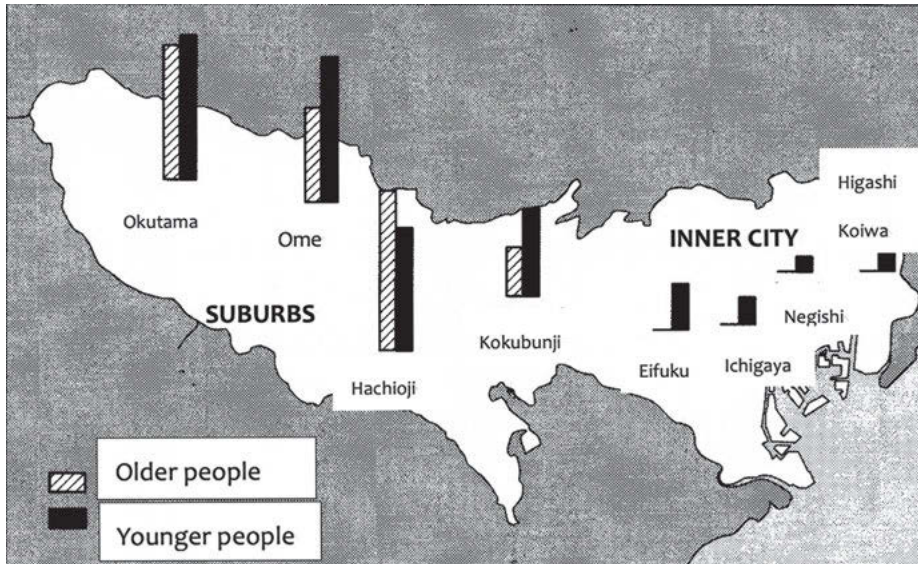 Higashi
Koiwa
INNER CITY
Okutama
Ome
SUBURBS
Negishi
Kokubunji
Eifuku
Ichigaya
Hachioji
Older people
Younger people